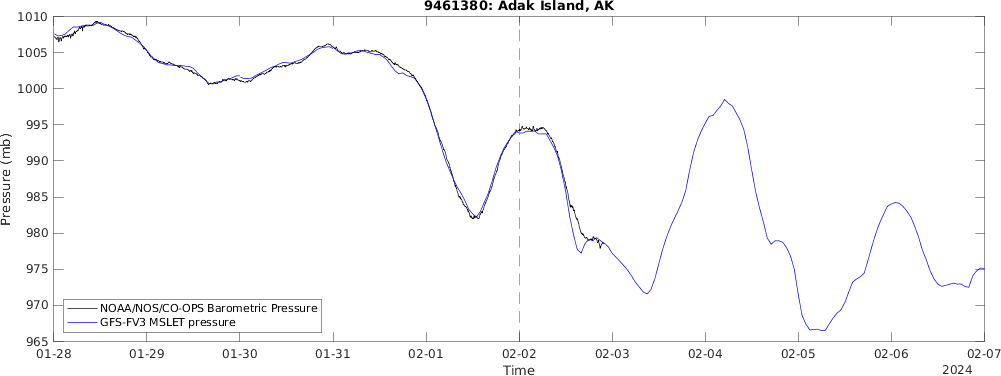 9461380: Adak Island, AK
Pressure (mb)
1010
1005
1000
995
990
985
980
975
970
965
NOAA/NOS/CO-OPS Barometric Pressure
GFS-FV3 MSLET pressure
01-28 01-29 01-30 01-31 02-01 02-02 02-03 02-04 02-05 02-06 02-07
Time
2024